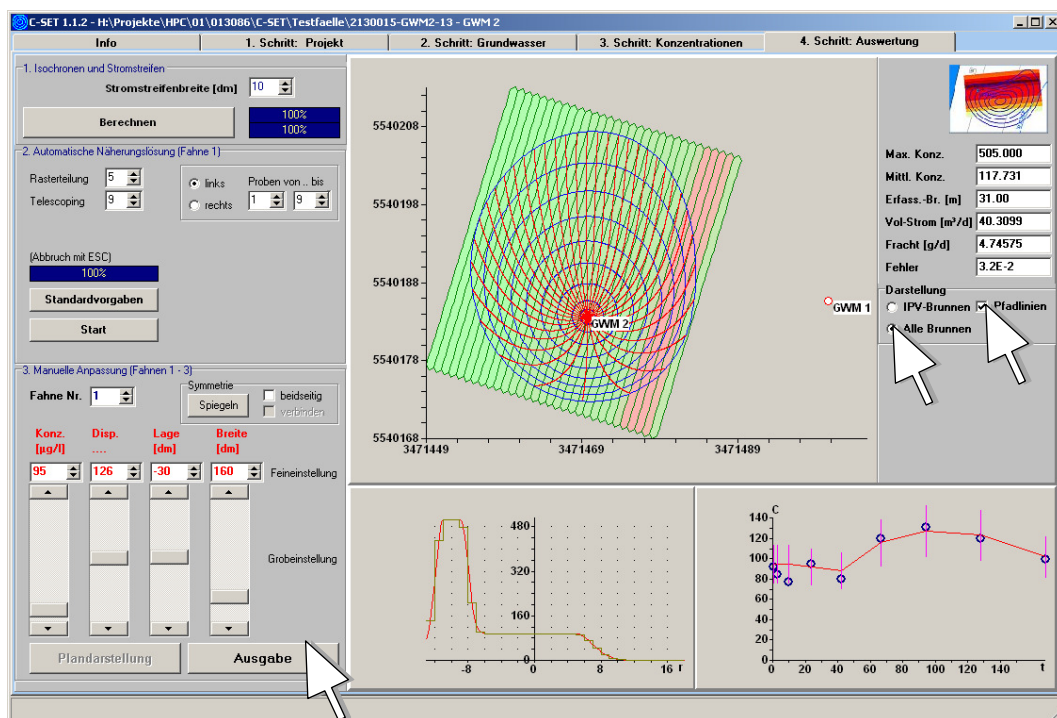 C-SET 1.1.2 - H:\Projekte\HPC\01\013086\C-SET\Testfaelle\2130015-GWM2-13 - GWM 2
Info 1. Schritt: Projekt 2. Schritt: Grundwasser 3. Schritt: Konzentrationen 4. Schritt: Auswertung
1. Isochronen und Stromstreifen
Stromstreifenbreite [dm] 10
Berechnen
100%
100%
2. Automatische Näherungslösung (Fahne 1)
Rasterteilung 5
Telescoping 9
links
rechts
Proben von .. bis
1 9
(Abbruch mit ESC)
100%
Standardvorgaben
Start
3. Manuelle Anpassung (Fahnen 1 - 3)
Fahne Nr. 1
Symmetrie
Spiegeln
beidseitig
verbinden
Konz. Disp. Lage Breite
[µg/l] .... [dm] [dm]
95 126 -30 160 Feineinstellung
Grobeinstellung
Plandarstellung Ausgabe
5540208
5540198
5540188
5540178
5540168
3471449 3471469 3471489
GWM 2
GWM 1
Max. Konz. 505.000
Mittl. Konz. 117.731
Erfass.-Br. [m] 31.00
Vol-Strom [m³/d] 40.3099
Fracht [g/d] 4.74575
Fehler 3.2E-2
Darstellung
IPV-Brunnen Pfadlinien
Alle Brunnen
480
320
160
-8 0 8 16 r
C
140
120
100
80
60
40
20
0
0 20 40 60 80 100 120 140 t